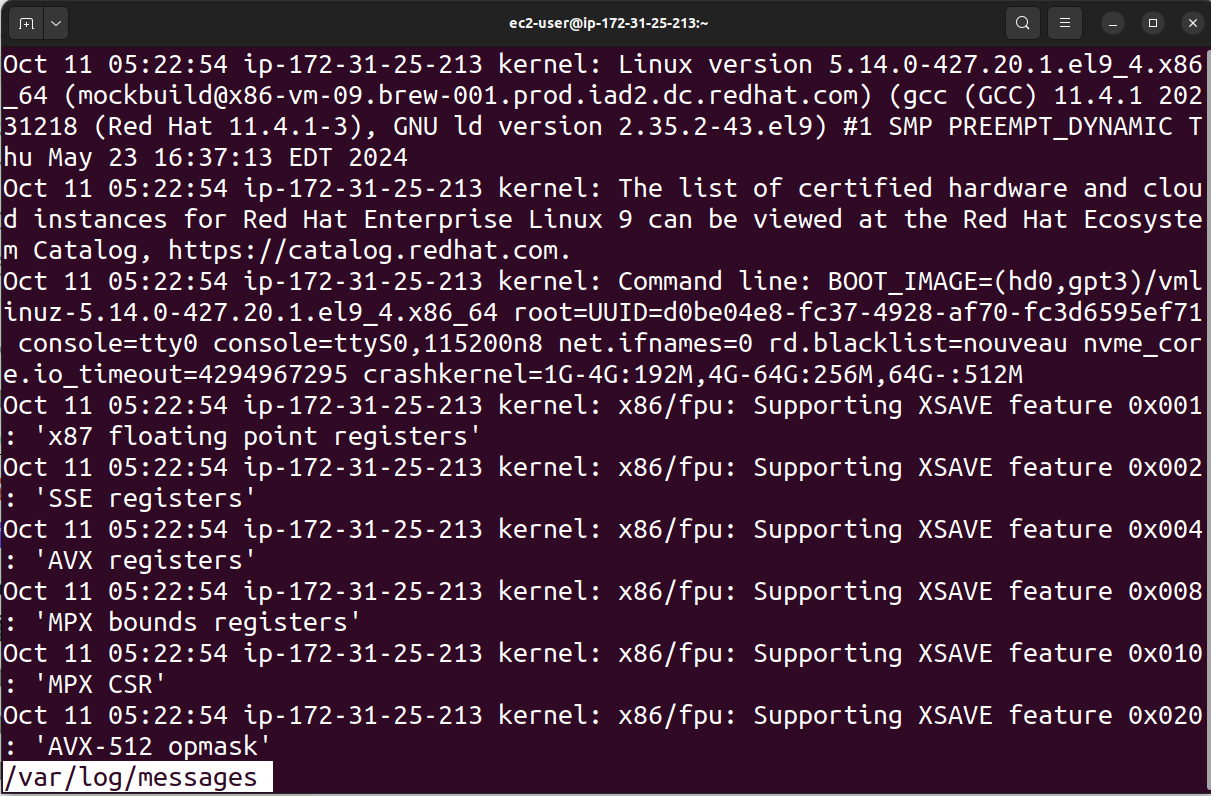 ec2-user@ip-172-31-25-213:~
Oct 11 05:22:54 ip-172-31-25-213 kernel: Linux version 5.14.0-427.20.1.el9_4.x86
_64 (mockbuild@x86-vm-09.brew-001.prod.iad2.dc.redhat.com) (gcc (GCC) 11.4.1 202
31218 (Red Hat 11.4.1-3), GNU ld version 2.35.2-43.el9) #1 SMP PREEMPT_DYNAMIC T
hu May 23 16:37:13 EDT 2024
Oct 11 05:22:54 ip-172-31-25-213 kernel: The list of certified hardware and clou
d instances for Red Hat Enterprise Linux 9 can be viewed at the Red Hat Ecosyste
m Catalog, https://catalog.redhat.com.
Oct 11 05:22:54 ip-172-31-25-213 kernel: Command line: BOOT_IMAGE=(hd0,gpt3)/vml
inuz-5.14.0-427.20.1.el9_4.x86_64 root=UUID=d0be04e8-fc37-4928-af70-fc3d6595ef71
 console=tty0 console=ttyS0,115200n8 net.ifnames=0 rd.blacklist=nouveau nvme_cor
e.io_timeout=4294967295 crashkernel=1G-4G:192M,4G-64G:256M,64G-:512M
Oct 11 05:22:54 ip-172-31-25-213 kernel: x86/fpu: Supporting XSAVE feature 0x001
: 'x87 floating point registers'
Oct 11 05:22:54 ip-172-31-25-213 kernel: x86/fpu: Supporting XSAVE feature 0x002
: 'SSE registers'
Oct 11 05:22:54 ip-172-31-25-213 kernel: x86/fpu: Supporting XSAVE feature 0x004
: 'AVX registers'
Oct 11 05:22:54 ip-172-31-25-213 kernel: x86/fpu: Supporting XSAVE feature 0x008
: 'MPX bounds registers'
Oct 11 05:22:54 ip-172-31-25-213 kernel: x86/fpu: Supporting XSAVE feature 0x010
: 'MPX CSR'
Oct 11 05:22:54 ip-172-31-25-213 kernel: x86/fpu: Supporting XSAVE feature 0x020
: 'AVX-512 opmask'
/var/log/messages